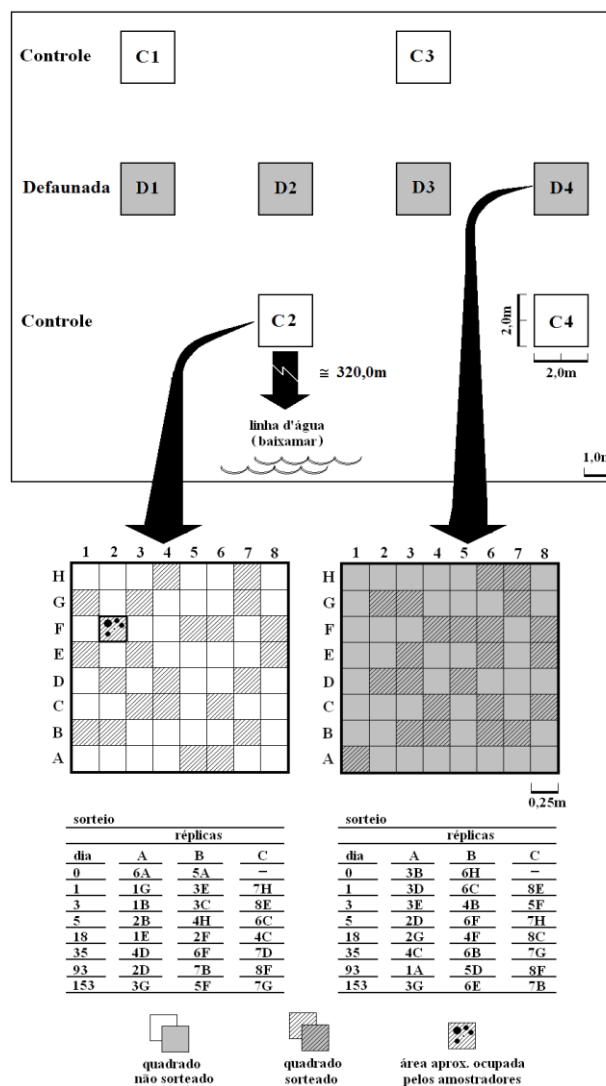 Controle C1 C3
Defaunada D1 D2 D3 D4
Controle C2 C4
2,0m
2,0m
≅ 320,0m
linha d'água
(baixamar)
1,0m
1 2 3 4 5 6 7 8
H
G
F
E
D
C
B
A
1 2 3 4 5 6 7 8
H
G
F
E
D
C
B
A
0,25m
sorteio
réplicas
dia A B C
0 6A 5A –
1 1G 3E 7H
3 1B 3C 8E
5 2B 4H 6C
18 1E 2F 4C
35 4D 6F 7D
93 2D 7B 8F
153 3G 5F 7G
sorteio
réplicas
dia A B C
0 3B 6H –
1 3D 6C 8E
3 3E 4B 5F
5 2D 6F 7H
18 2G 4F 8C
35 4C 6B 7G
93 1A 5D 8F
153 3G 6E 7B
quadrado
não sorteado
quadrado
sorteado
área aprox. ocupada
pelos amostradores